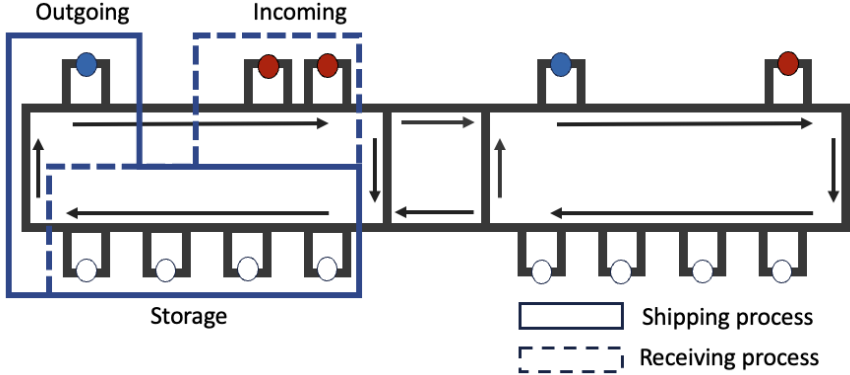 Outgoing
Incoming
Storage
Shipping process
Receiving process